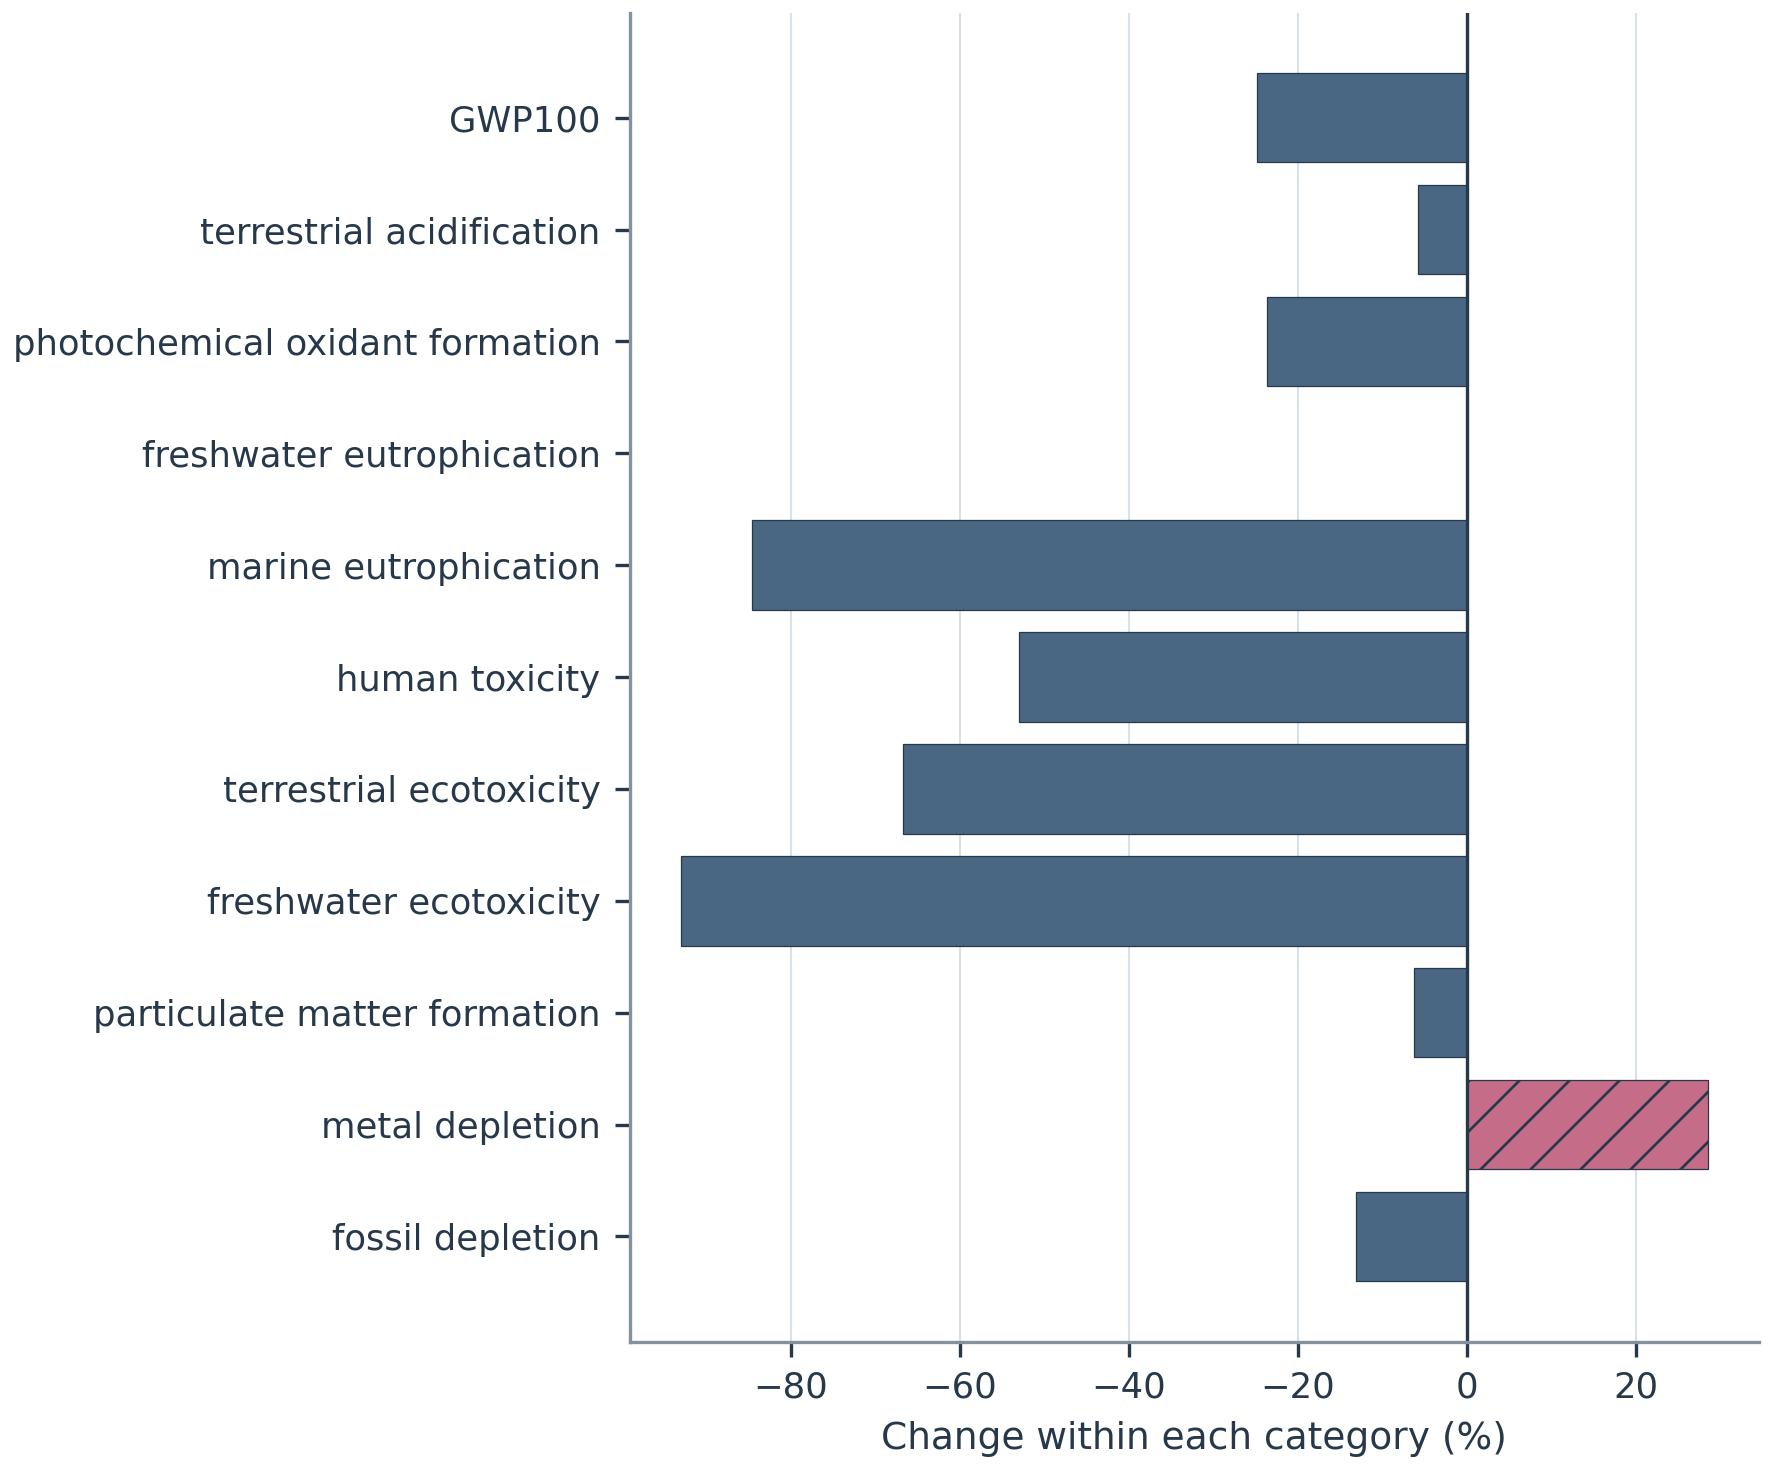 GWP100
terrestrial acidification
photochemical oxidant formation
freshwater eutrophication
marine eutrophication
human toxicity
terrestrial ecotoxicity
freshwater ecotoxicity
particulate matter formation
metal depletion
fossil depletion
−80 −60 −40 −20 0 20
Change within each category (%)